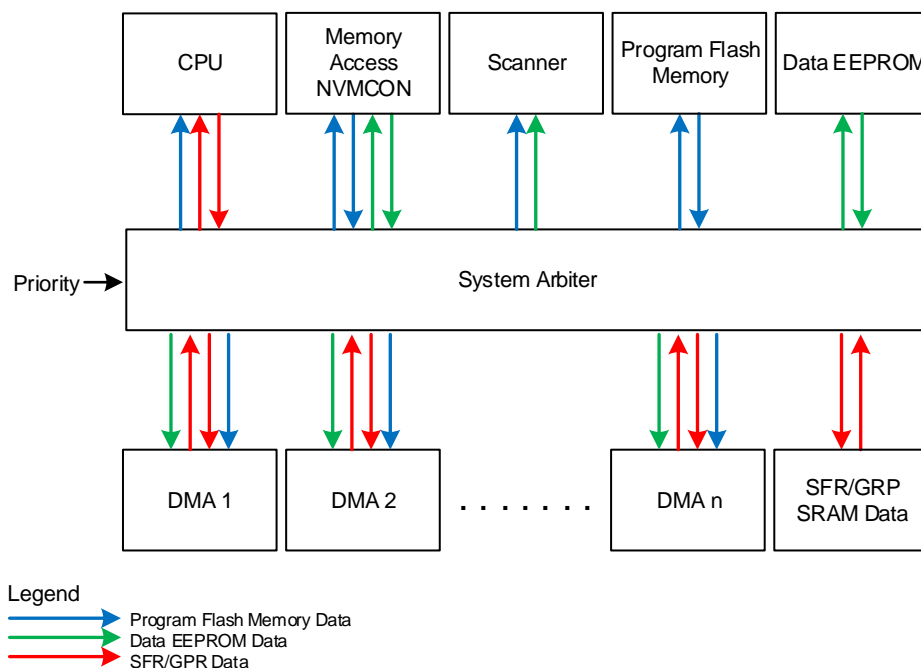 CPU
Memory
Access
NVMCON
Scanner
Program Flash
Memory
Data EEPROM
Priority
System Arbiter
DMA 1
DMA 2
. . . . . . .
DMA n
SFR/GRP
SRAM Data
Legend
Program Flash Memory Data
Data EEPROM Data
SFR/GPR Data